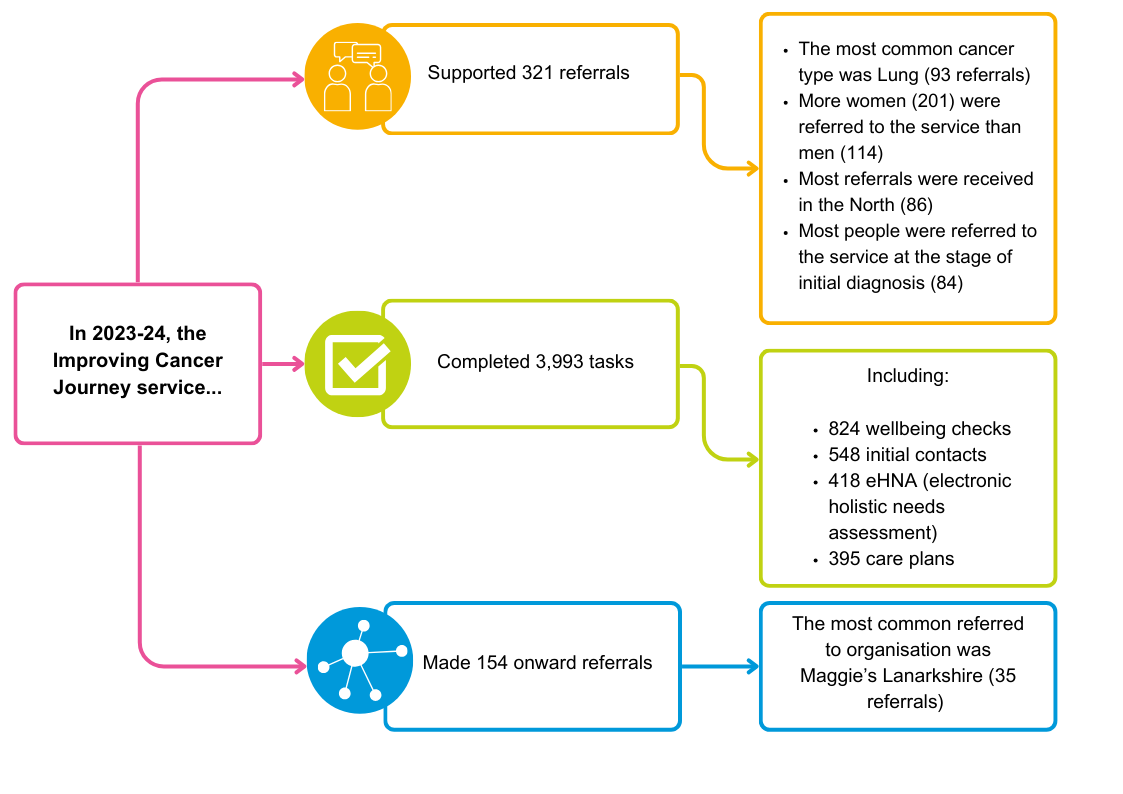 In 2023-24, the
Improving Cancer
Journey service...
Supported 321 referrals
• The most common cancer
type was Lung (93 referrals)
• More women (201) were
referred to the service than
men (114)
• Most referrals were received
in the North (86)
• Most people were referred to
the service at the stage of
initial diagnosis (84)
Completed 3,993 tasks
Including:
• 824 wellbeing checks
• 548 initial contacts
• 418 eHNA (electronic
holistic needs
assessment)
• 395 care plans
Made 154 onward referrals
The most common referred
to organisation was
Maggie’s Lanarkshire (35
referrals)